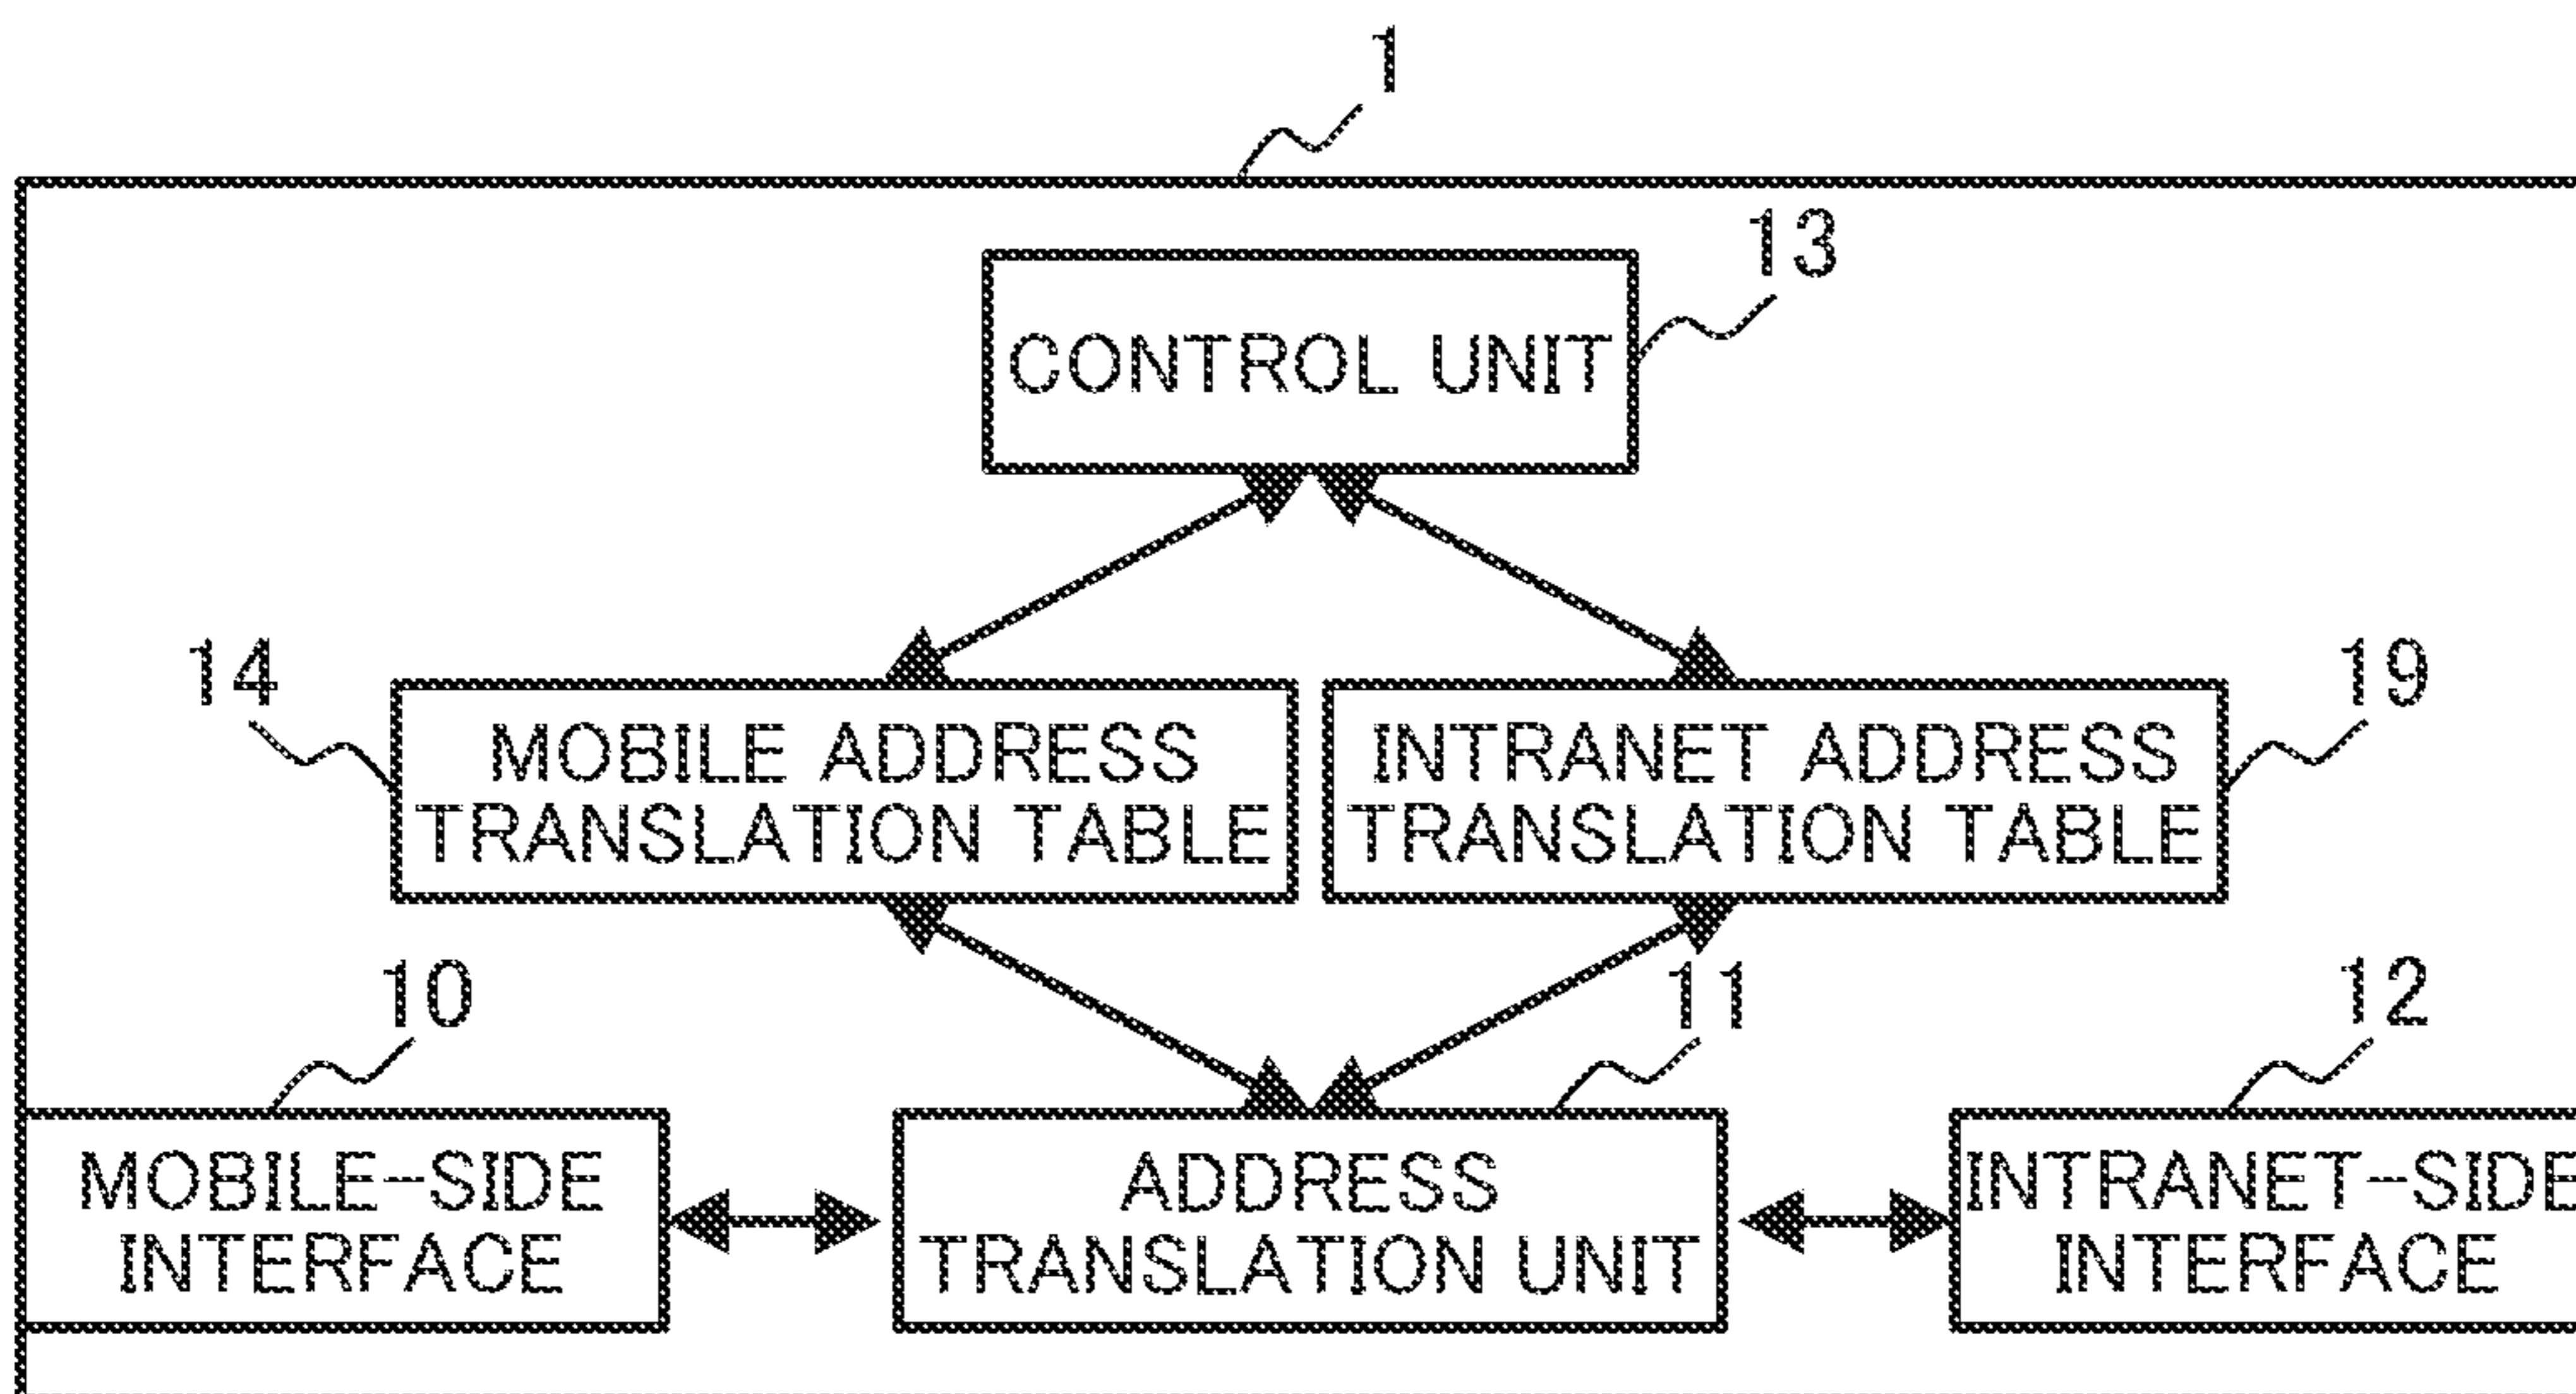 1
13
CONTROL UNIT
14
19
MOBILE ADDRESS
TRANSLATION TABLE
INTRANET ADDRESS
TRANSLATION TABLE
10
11
12
MOBILE-SIDE
INTERFACE
ADDRESS
TRANSLATION UNIT
INTRANET-SIDE
INTERFACE